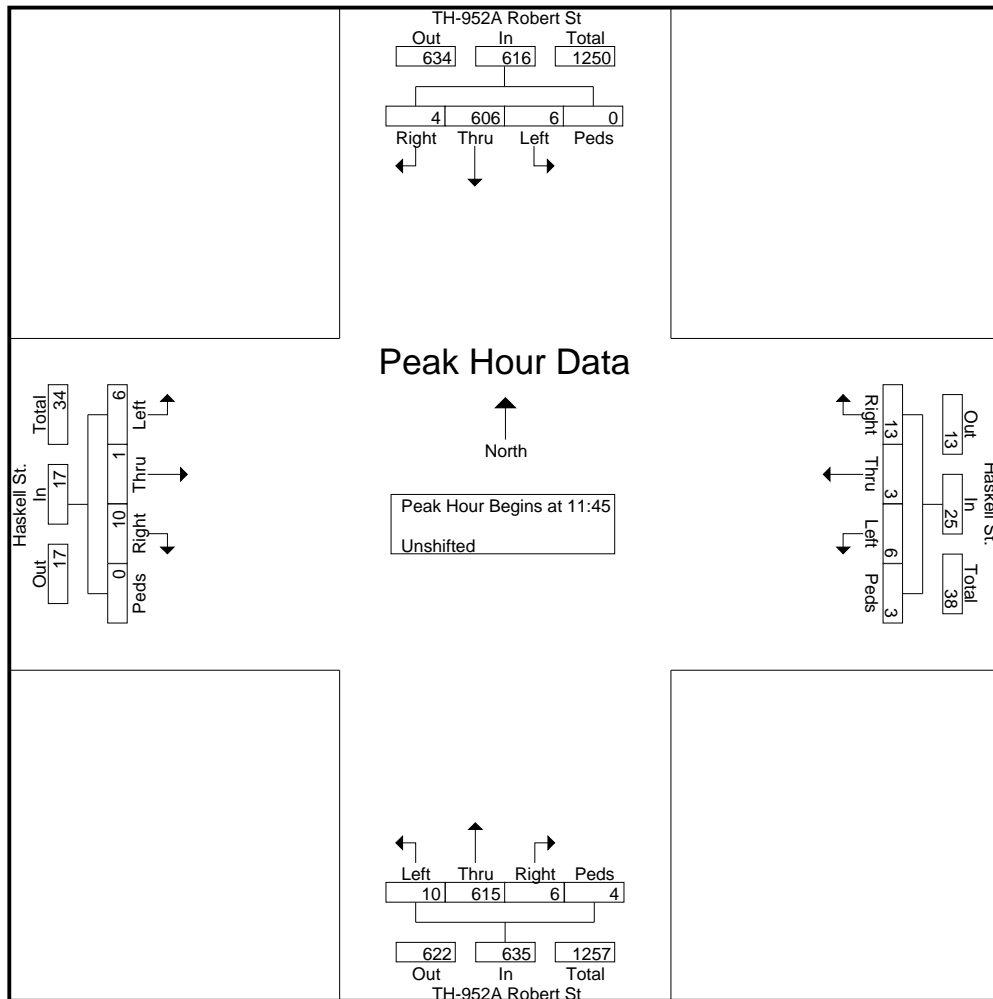 TH-952A Robert St
Out In Total
634 616 1250
4 606 6 0
Right Thru Left Peds
Peak Hour Data
North
Peak Hour Begins at 11:45
Unshifted
Haskell St.
Total In Out
34 17 17
6 1 10 0
Left Thru Right Peds
Right Thru Left Peds
13 3 6 3
Out In Total
13 25 38
Haskell St.
Left Thru Right Peds
10 615 6 4
622 635 1257
Out In Total
TH-952A Robert St